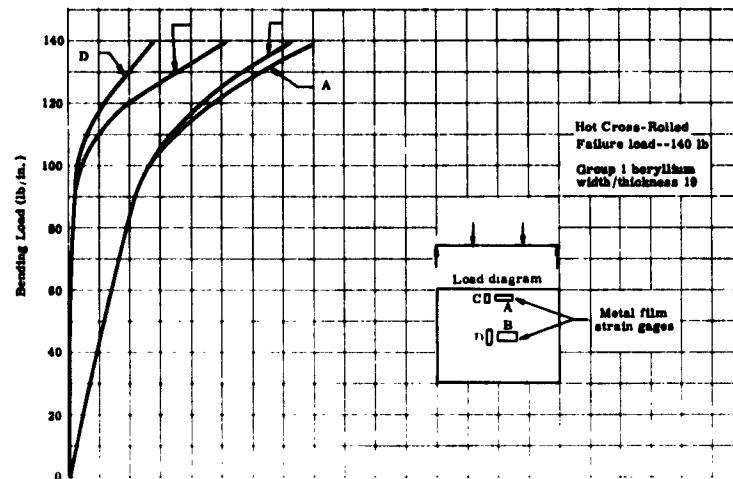 140
D
120
A
Hot Cross-Rolled
Failure load--140 lb
100
Group 1 beryllium
width/thickness 19
80
Bending Load (lb/in.)
60
Load diagram
C
A
Metal film
strain gages
B
40
20
0